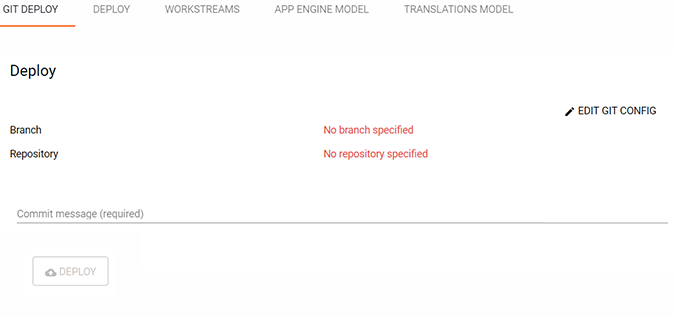 GIT DEPLOY DEPLOY WORKSTREAMS APP ENGINE MODEL TRANSLATIONS MODEL
Deploy
EDIT GIT CONFIG
Branch No branch specified
Repository No repository specified
Commit message (required)
DEPLOY